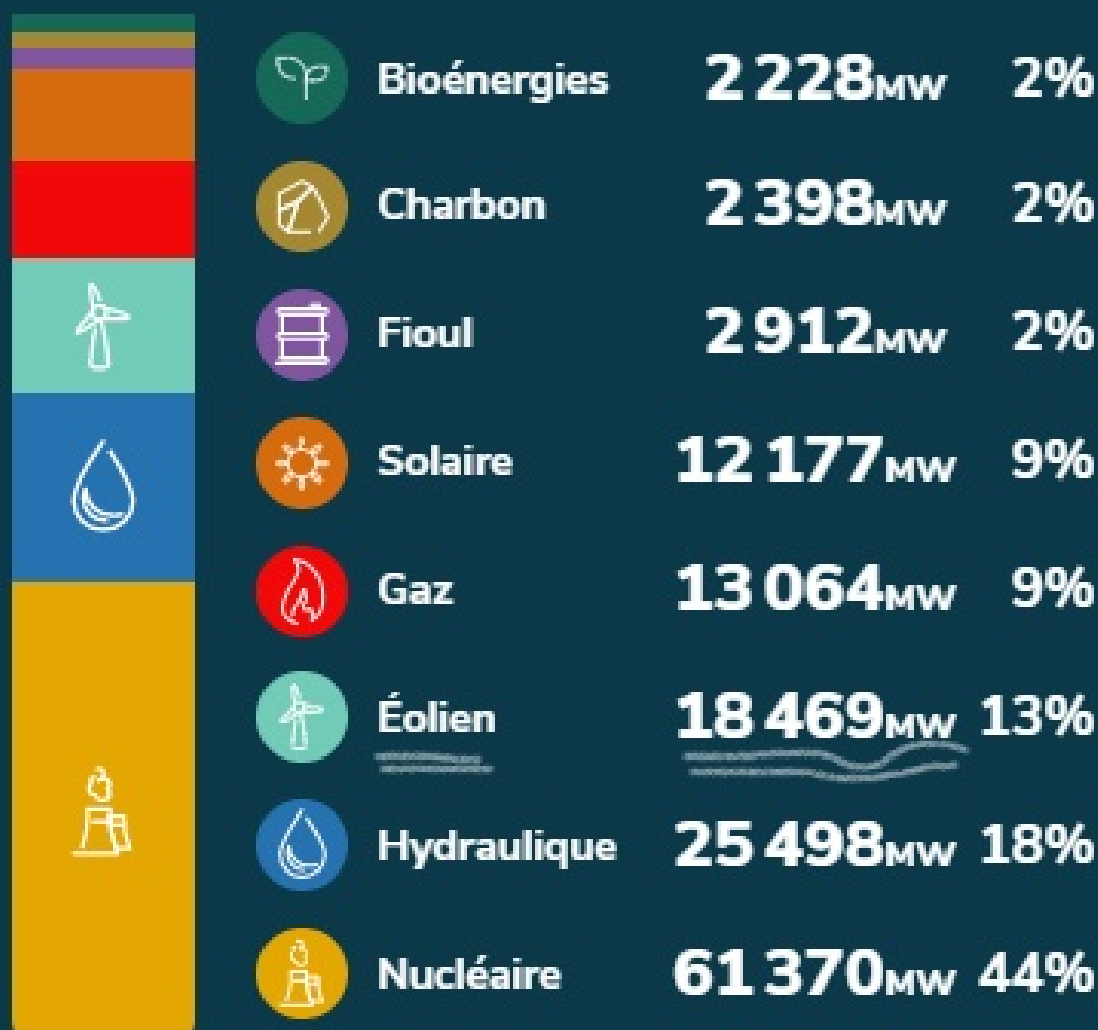 Bioénergies 2 228MW 2%
Charbon 2 398MW 2%
Fioul 2 912MW 2%
Solaire 12 177MW 9%
Gaz 13 064MW 9%
Éolien 18 469MW 13%
Hydraulique 25 498MW 18%
Nucléaire 61 370MW 44%